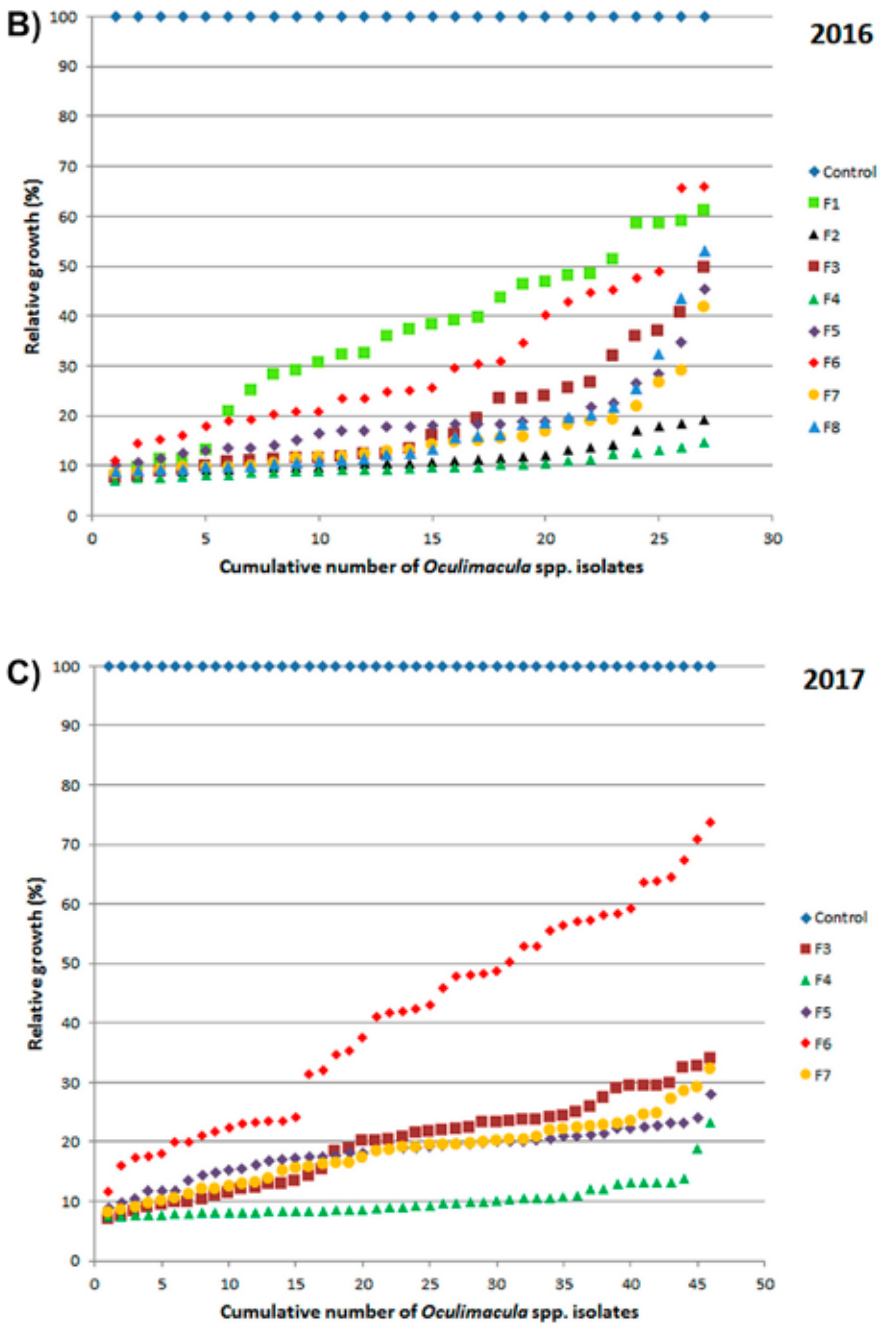 B)
2016
100
90
80
70
60
50
40
30
20
10
0
Relative growth (%)
0 5 10 15 20 25 30
Cumulative number of Oculimacula spp. isolates
Control
F1
F2
F3
F4
F5
F6
F7
F8
C)
2017
100
90
80
70
60
50
40
30
20
10
0
Relative growth (%)
0 5 10 15 20 25 30 35 40 45 50
Cumulative number of Oculimacula spp. isolates
Control
F3
F4
F5
F6
F7